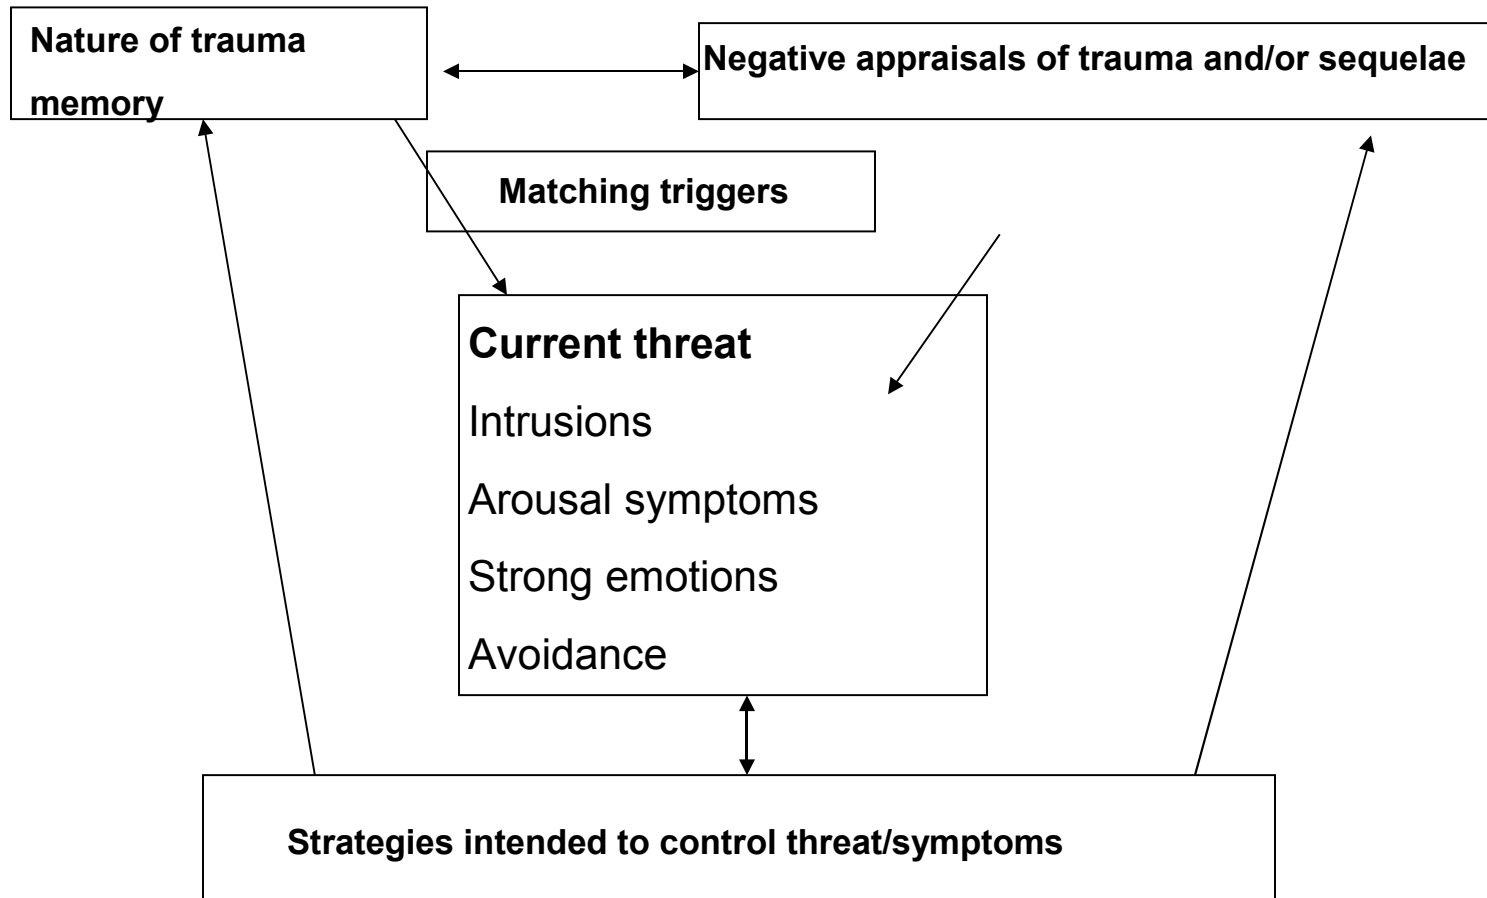 Nature of trauma
memory
Negative appraisals of trauma and/or sequelae
Matching triggers
Current threat
Intrusions
Arousal symptoms
Strong emotions
Avoidance
Strategies intended to control threat/symptoms